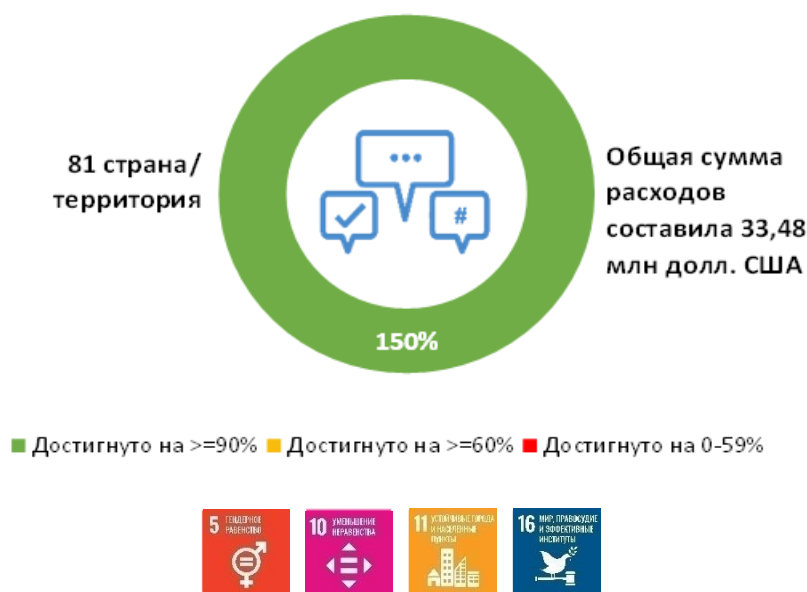 81 страна/
территория
Общая сумма
расходов
составила 33,48
млн долл. США
#
150%
Достигнуто на >=90% Достигнуто на >=60% Достигнуто на 0-59%
5 ГЕНДЕРНОЕ
РАВЕНСТВО
10 УМЕНЬШЕНИЕ
НЕРАВЕНСТВА
11 УСТОЙЧИВЫЕ ГОРОДА
И НАСЕЛЕННЫЕ
ПУНКТЫ
16 МИР, ПРАВОСУДИЕ
И ЭФФЕКТИВНЫЕ
ИНСТИТУТЫ